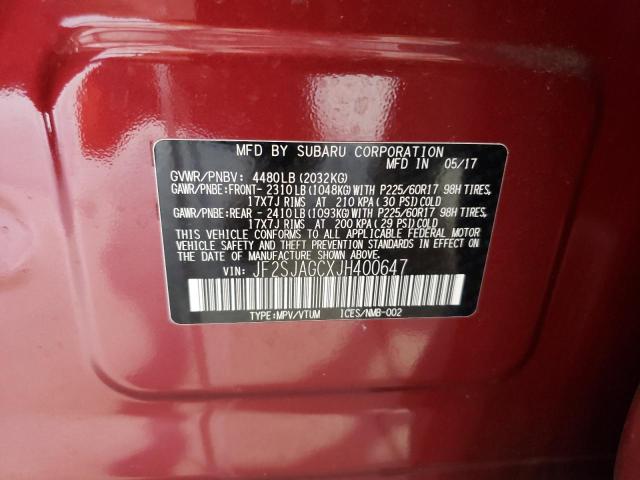 MFD BY SUBARU CORPORATION
MFD IN 05/17
GVWR/PNBV: 4480LB(2032KG)
GAWR/PNBE:FRONT- 2310LB(1048KG)WITH P225/60R17 98H TIRES,
17X7J RIMS AT 210 KPA(30 PSI)COLD
GAWR/PNBE:REAR - 2410LB(1093KG)WITH P225/60R17 98H TIRES,
17X7J RIMS AT 200 KPA(29 PSI)COLD
THIS VEHICLE CONFORMS TO ALL APPLICABLE FEDERAL MOTOR
VEHICLE SAFETY AND THEFT PREVENTION STANDARDS IN EFFECT
ON THE DATE OF MANUFACTURE SHOWN ABOVE.
VIN: JF2SJAGCXJH400647
TYPE:MPV/VTUM ICES/NMB-002